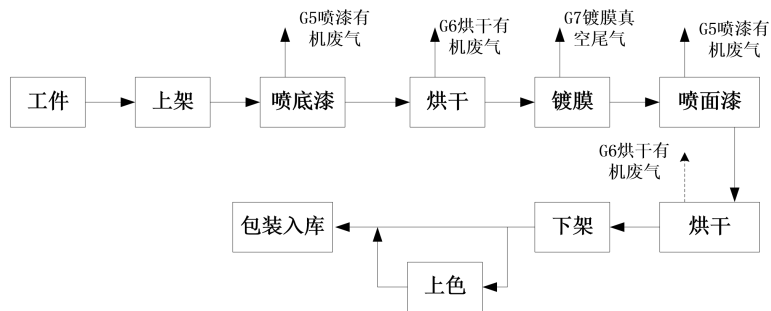 G5喷漆有
机废气
G6烘干有
机废气
G7镀膜真
空尾气
G5喷漆有
机废气
工件
上架
喷底漆
烘干
镀膜
喷面漆
G6烘干有
机废气
包装入库
下架
烘干
上色